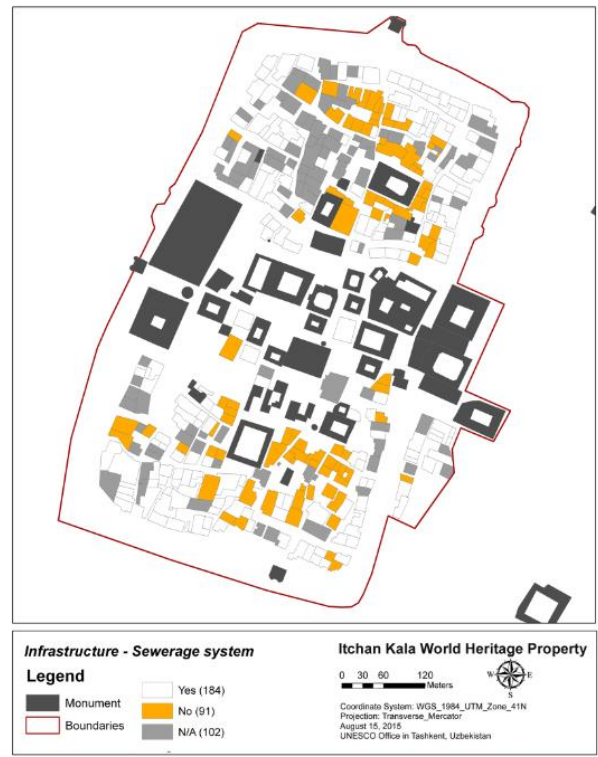 Infrastructure - Sewerage system
Legend
Monument
Boundaries
Yes (184)
No (91)
N/A (102)
Itchan Kala World Heritage Property
0 30 60 120
Meters
N
W E
S
Coordinate System: WGS_1984_UTM_Zone_41N
Projection: Transverse_Mercator
August 15, 2015
UNESCO Office in Tashkent, Uzbekistan